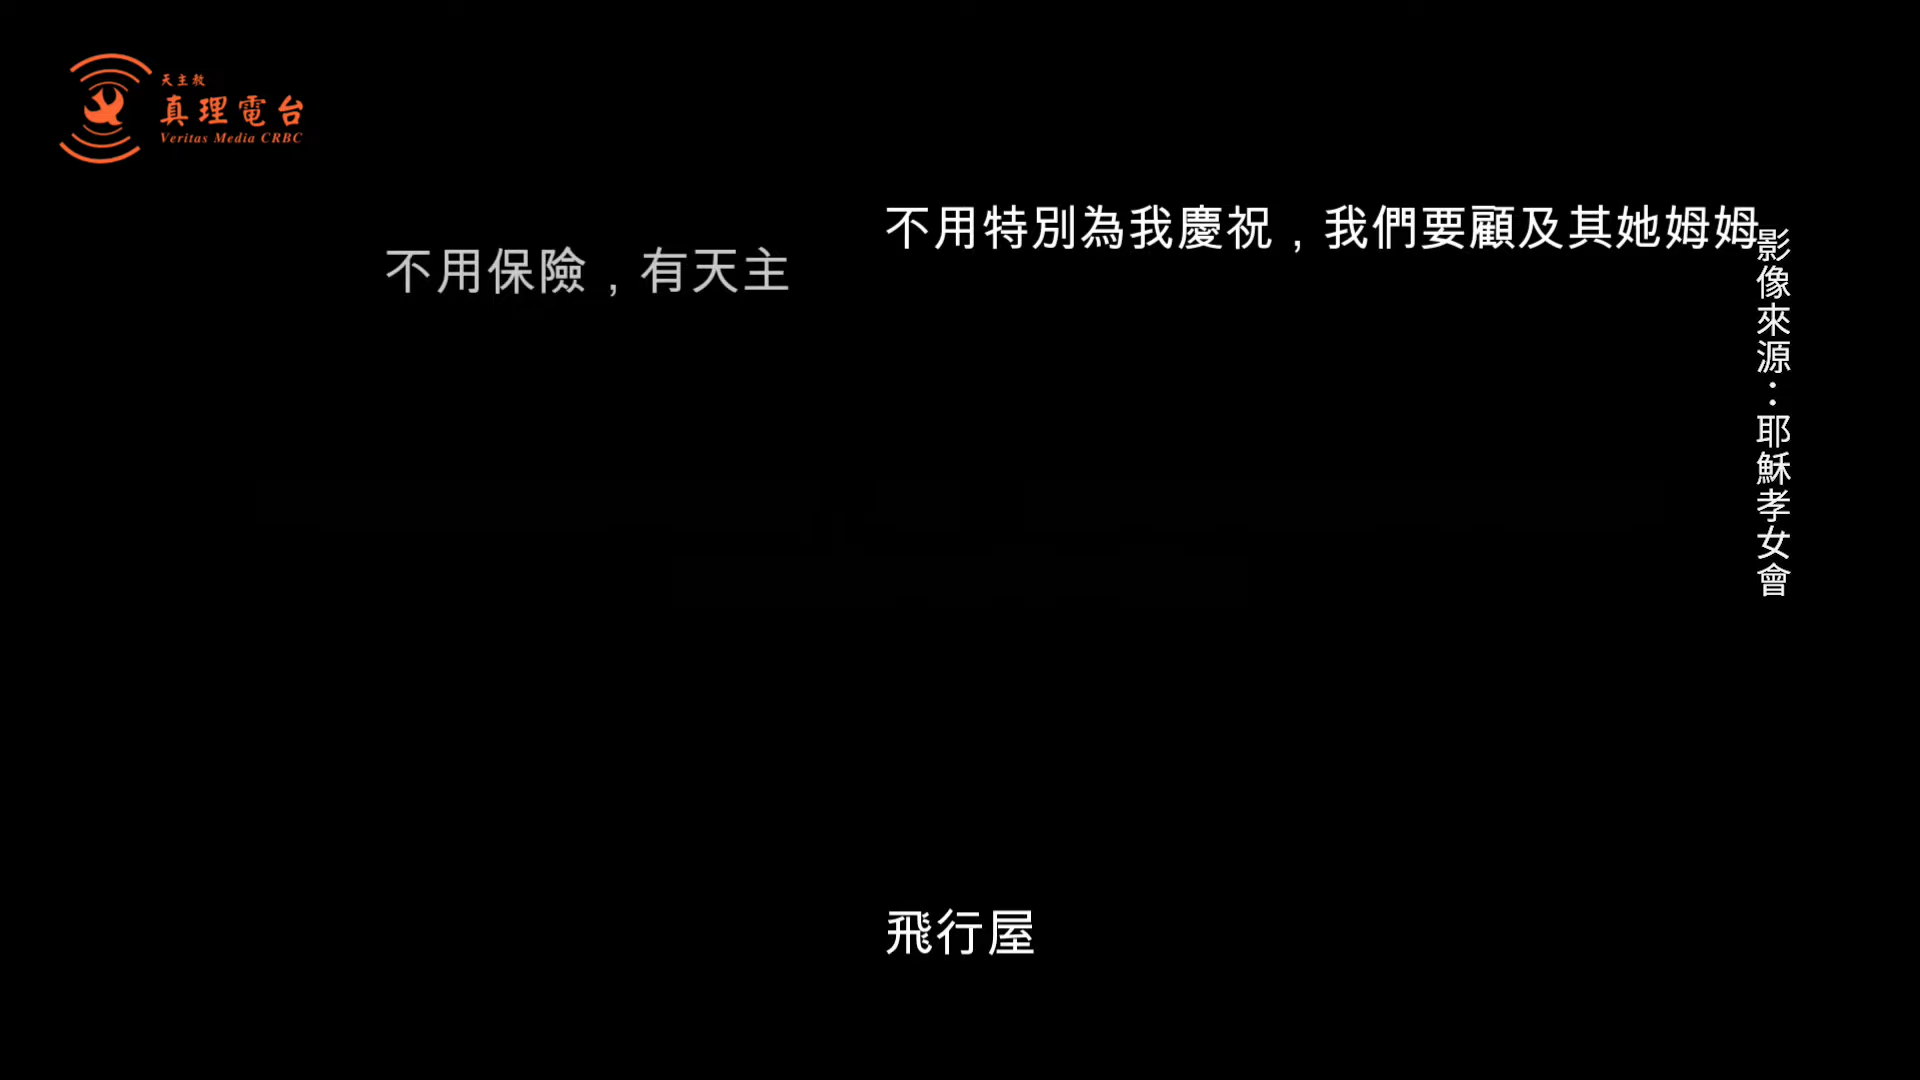 天主教
真理電台
Veritas Media CRBC
不用特別為我慶祝，我們要顧及其她姆姆
不用保險，有天主
影像來源：耶穌孝女會
飛行屋